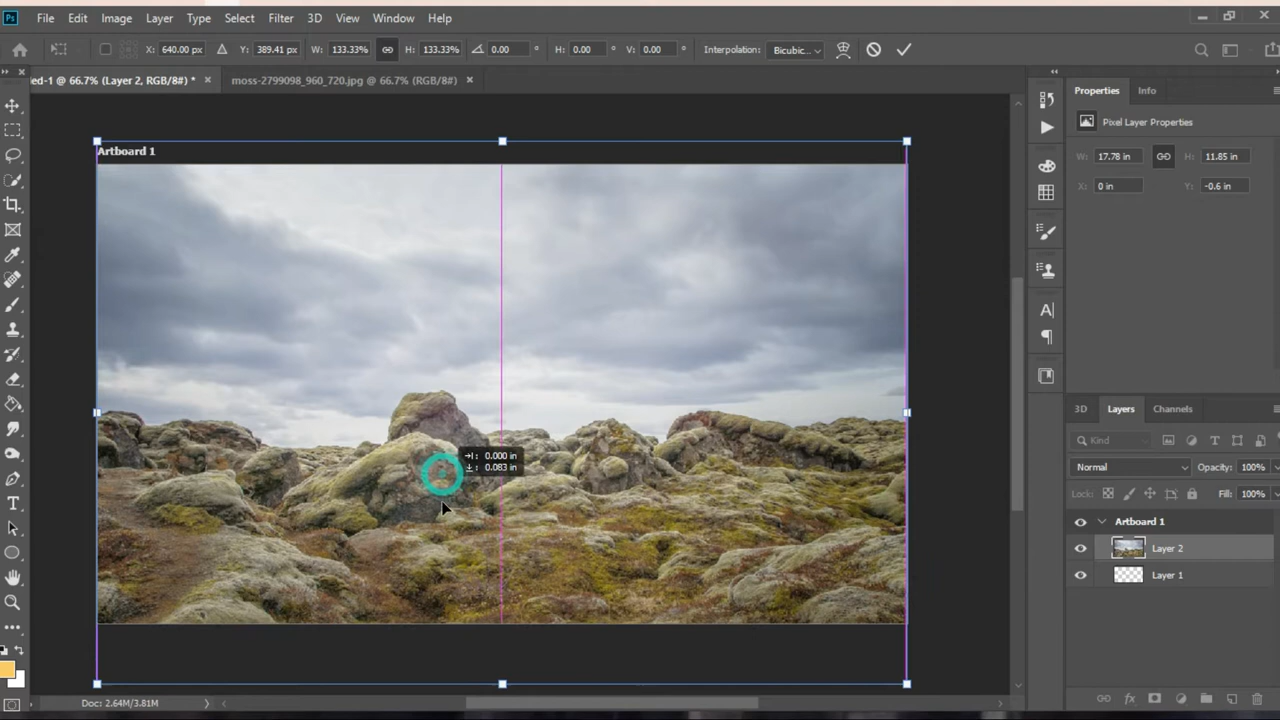 Ps File Edit Image Layer Type Select Filter 3D View Window Help
X: 640.00 px Y: 389.41 px W: 133.33% H: 133.33% 0.00 ° H: 0.00 ° V: 0.00 ° Interpolation: Bicubic...
led-1 @ 66.7% (Layer 2, RGB/8#) * × moss-2799098_960_720.jpg @ 66.7% (RGB/8#) ×
Properties Info
Pixel Layer Properties
W: 17.78 in H: 11.85 in
X: 0 in Y: -0.6 in
Artboard 1
: 0.000 in
: 0.083 in
3D Layers Channels
Kind
Normal Opacity: 100%
Lock: Fill: 100%
Artboard 1
Layer 2
Layer 1
Doc: 2.64M/3.81M